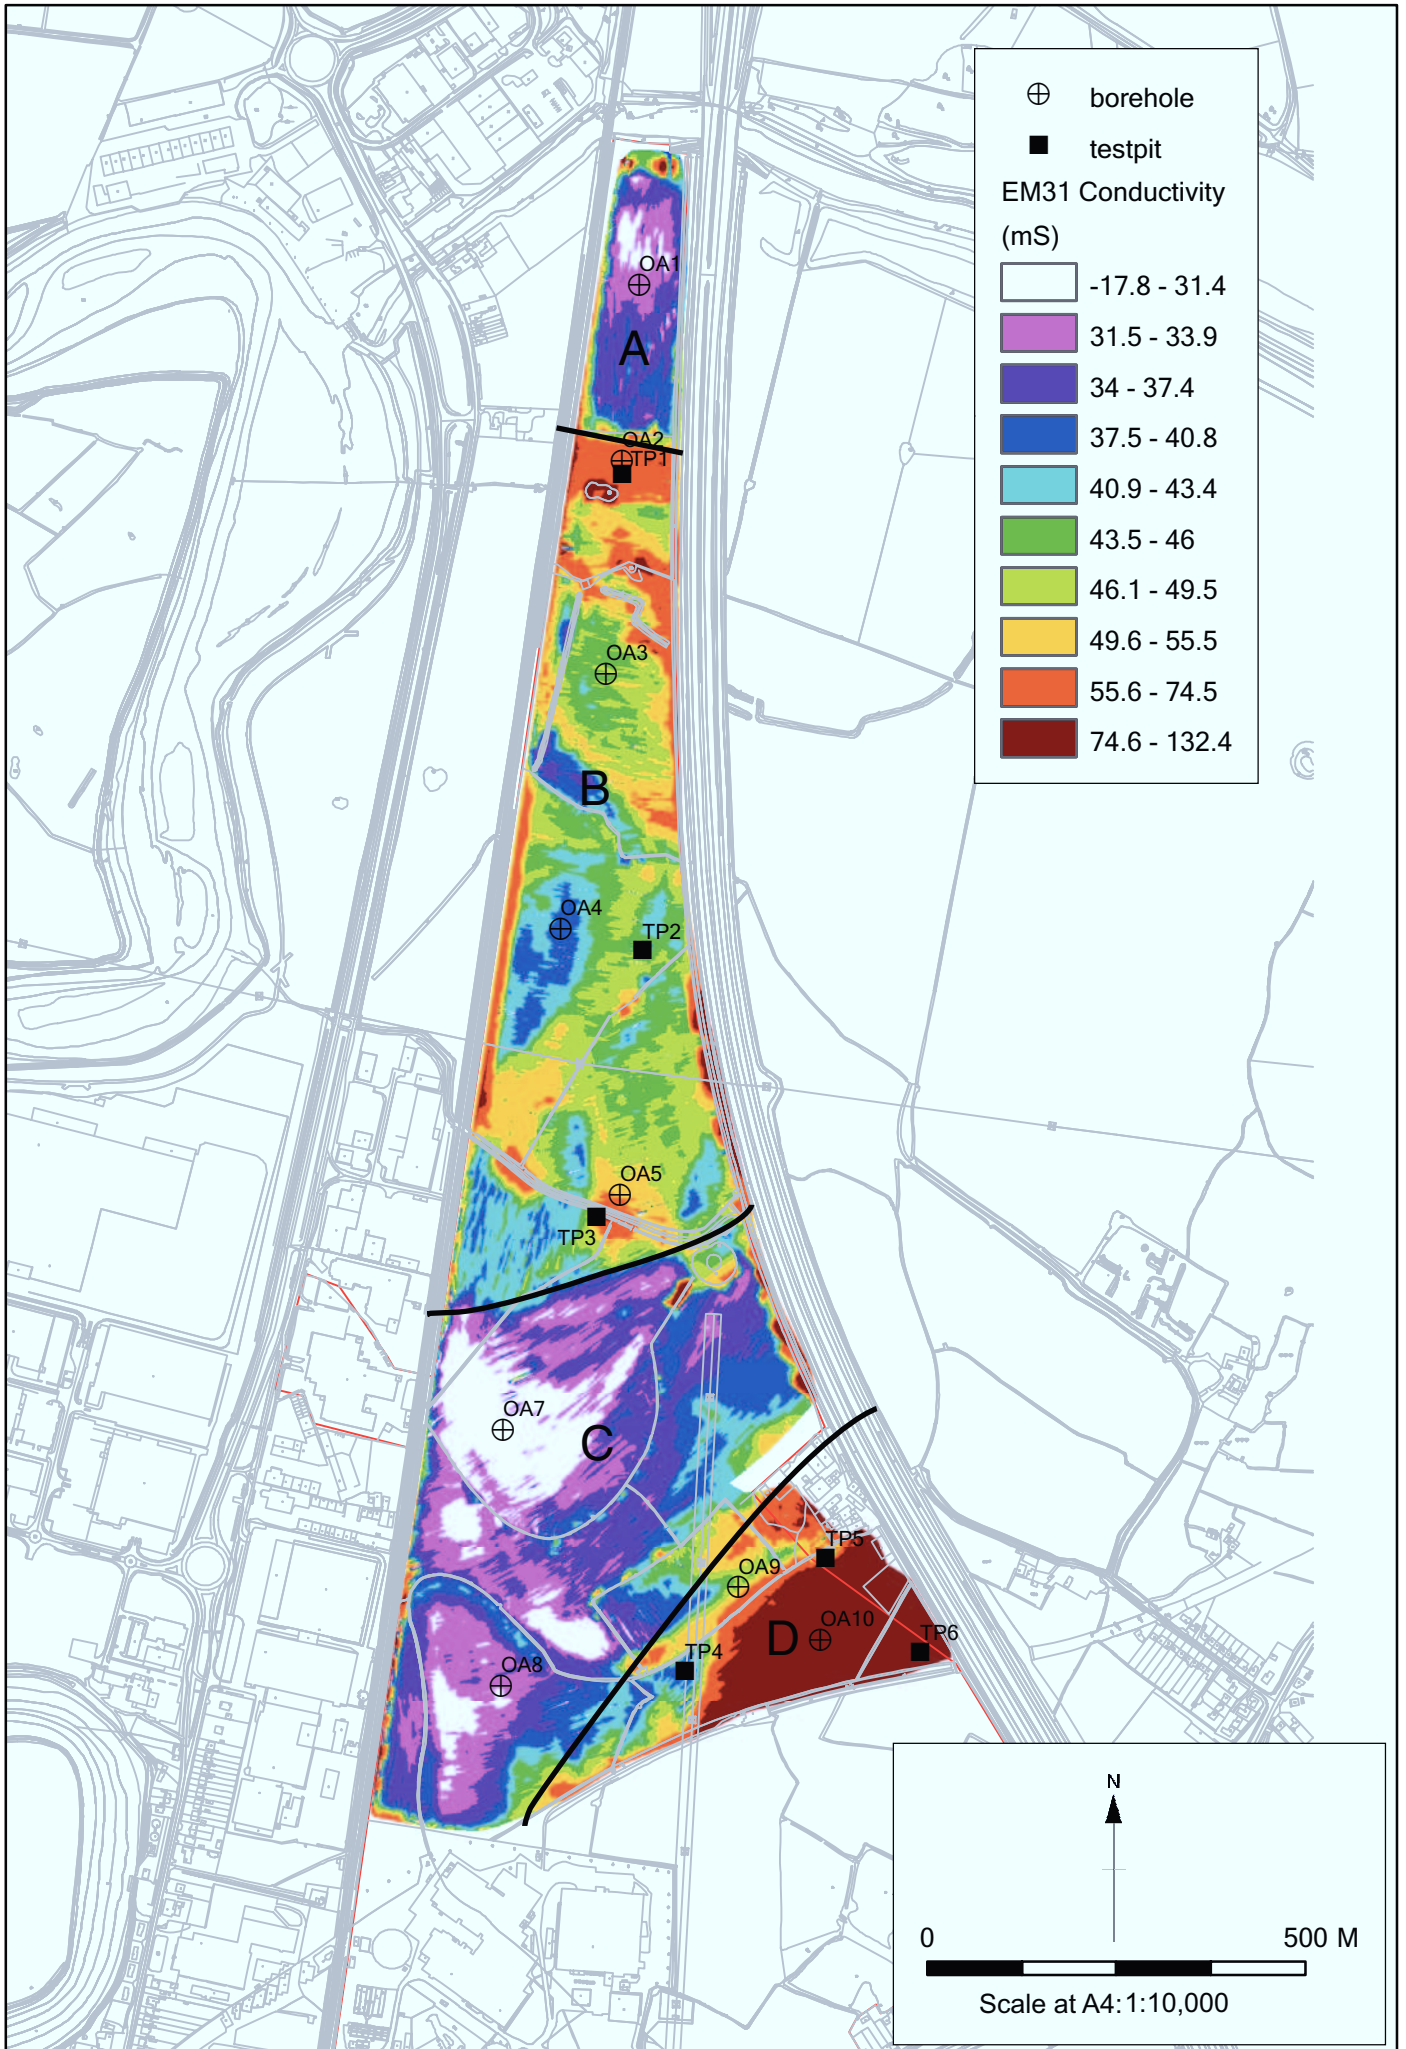 borehole
testpit
EM31 Conductivity
(mS)
-17.8 - 31.4
31.5 - 33.9
34 - 37.4
37.5 - 40.8
40.9 - 43.4
43.5 - 46
46.1 - 49.5
49.6 - 55.5
55.6 - 74.5
74.6 - 132.4
OA1
A
OA2
TP1
OA3
B
OA4
TP2
OA5
TP3
OA7
C
TP5
OA9
OA10
D
TP6
TP4
OA8
N
0 500 M
Scale at A4:1:10,000